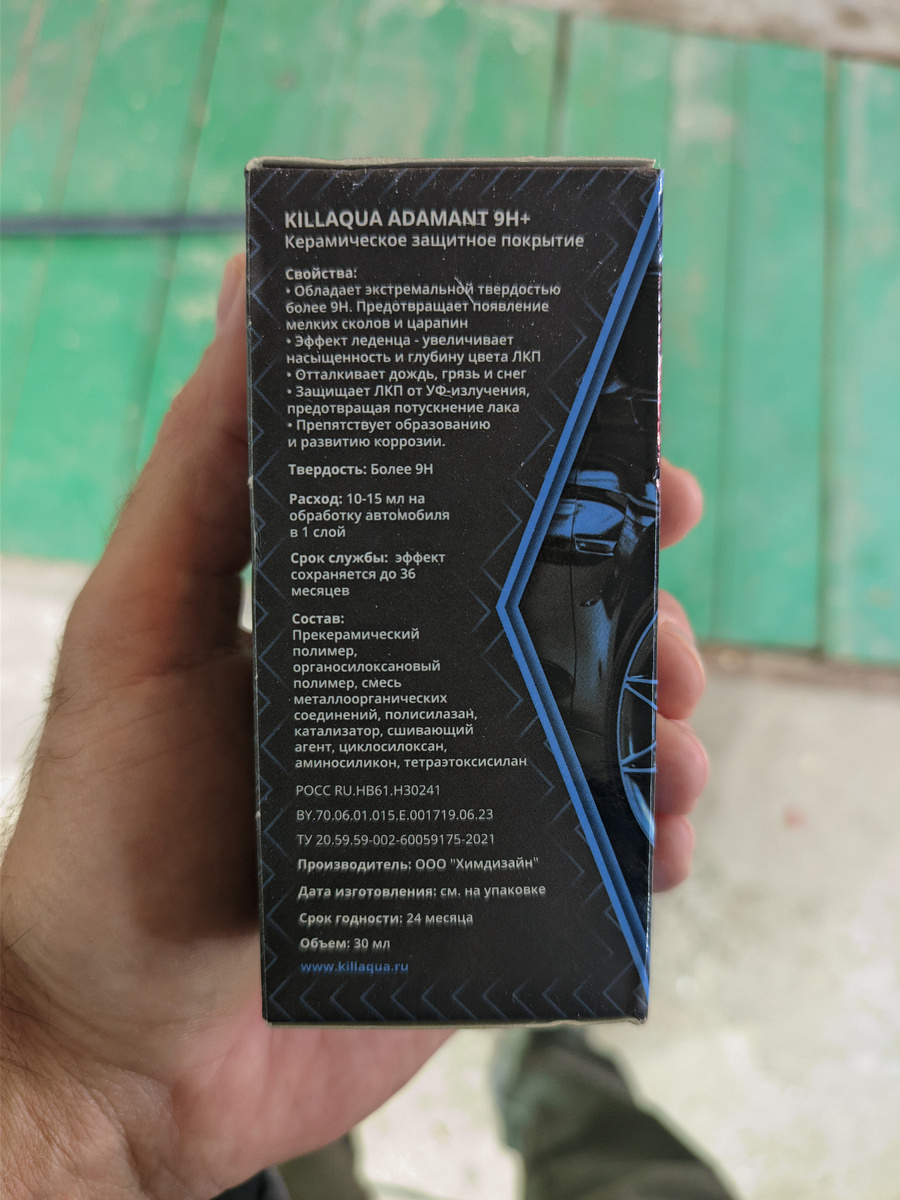 KILLAQUA ADAMANT 9H+
Керамическое защитное покрытие
Свойства:
• Обладает экстремальной твердостью
более 9Н. Предотвращает появление
мелких сколов и царапин
• Эффект леденца - увеличивает
насыщенность и глубину цвета ЛКП
• Отталкивает дождь, грязь и снег
• Защищает ЛКП от УФ-излучения,
предотвращая потускнение лака
• Препятствует образованию
и развитию коррозии.
Твердость: Более 9Н
Расход: 10-15 мл на
обработку автомобиля
в 1 слой
Срок службы: эффект
сохраняется до 36
месяцев
Состав:
Прекерамический
полимер,
органосилоксановый
полимер, смесь
металлоорганических
соединений, полисилазан,
катализатор, сшивающий
агент, циклосилоксан,
аминосиликон, тетраэтоксисилан
РОСС RU.НВ61.Н30241
BY.70.06.01.015.Е.001719.06.23
ТУ 20.59.59-002-60059175-2021
Производитель: ООО "Химдизайн"
Дата изготовления: см. на упаковке
Срок годности: 24 месяца
Объем: 30 мл
www.killaqua.ru